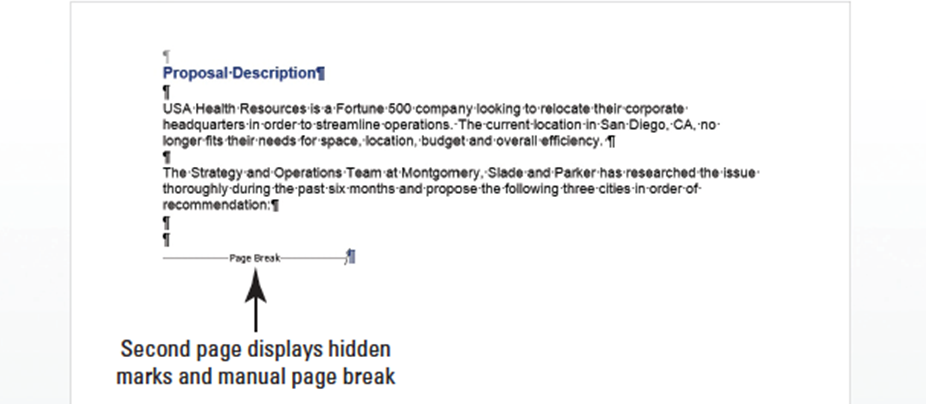 ¶
Proposal·Description¶
¶
USA·Health·Resources·is·a·Fortune·500·company·looking·to·relocate·their·corporate·
headquarters·in·order·to·streamline·operations.·The·current·location·in·San·Diego,·CA,·no·
longer·fits·their·needs·for·space,·location,·budget·and·overall·efficiency.·¶
¶
The·Strategy·and·Operations·Team·at·Montgomery,·Slade·and·Parker·has·researched·the·issue·
thoroughly·during·the·past·six·months·and·propose·the·following·three·cities·in·order·of·
recommendation:¶
¶
¶
Page Break¶
Second page displays hidden
marks and manual page break